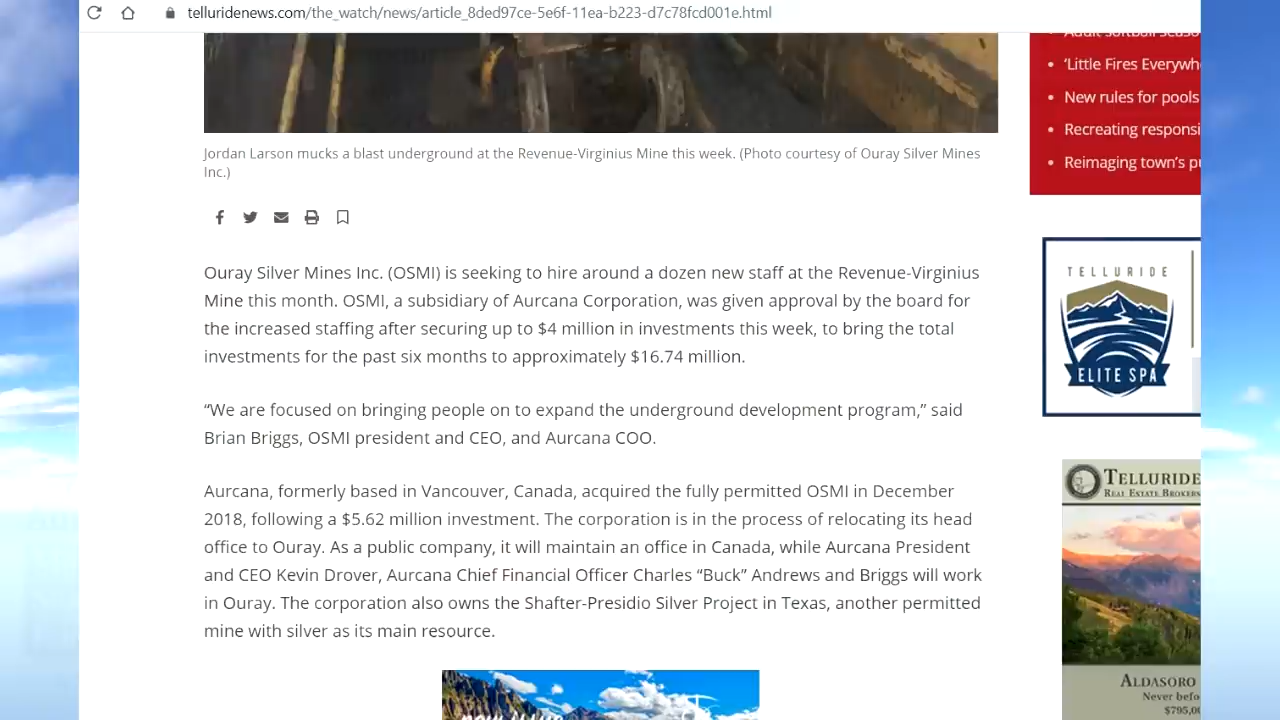 telluridenews.com/the_watch/news/article_8ded97ce-5e6f-11ea-b223-d7c78fcd001e.html
'Little Fires Everywh
New rules for pools
Recreating responsi
Reimaging town's pu
Jordan Larson mucks a blast underground at the Revenue-Virginius Mine this week. (Photo courtesy of Ouray Silver Mines
Inc.)
Ouray Silver Mines Inc. (OSMI) is seeking to hire around a dozen new staff at the Revenue-Virginius
Mine this month. OSMI, a subsidiary of Aurcana Corporation, was given approval by the board for
the increased staffing after securing up to $4 million in investments this week, to bring the total
investments for the past six months to approximately $16.74 million.
“We are focused on bringing people on to expand the underground development program,” said
Brian Briggs, OSMI president and CEO, and Aurcana COO.
Aurcana, formerly based in Vancouver, Canada, acquired the fully permitted OSMI in December
2018, following a $5.62 million investment. The corporation is in the process of relocating its head
office to Ouray. As a public company, it will maintain an office in Canada, while Aurcana President
and CEO Kevin Drover, Aurcana Chief Financial Officer Charles “Buck” Andrews and Briggs will work
in Ouray. The corporation also owns the Shafter-Presidio Silver Project in Texas, another permitted
mine with silver as its main resource.
TELLURIDE
ELITE SPA
TELLURIDE
REAL ESTATE BROKERS
ALDASORO
Never befo